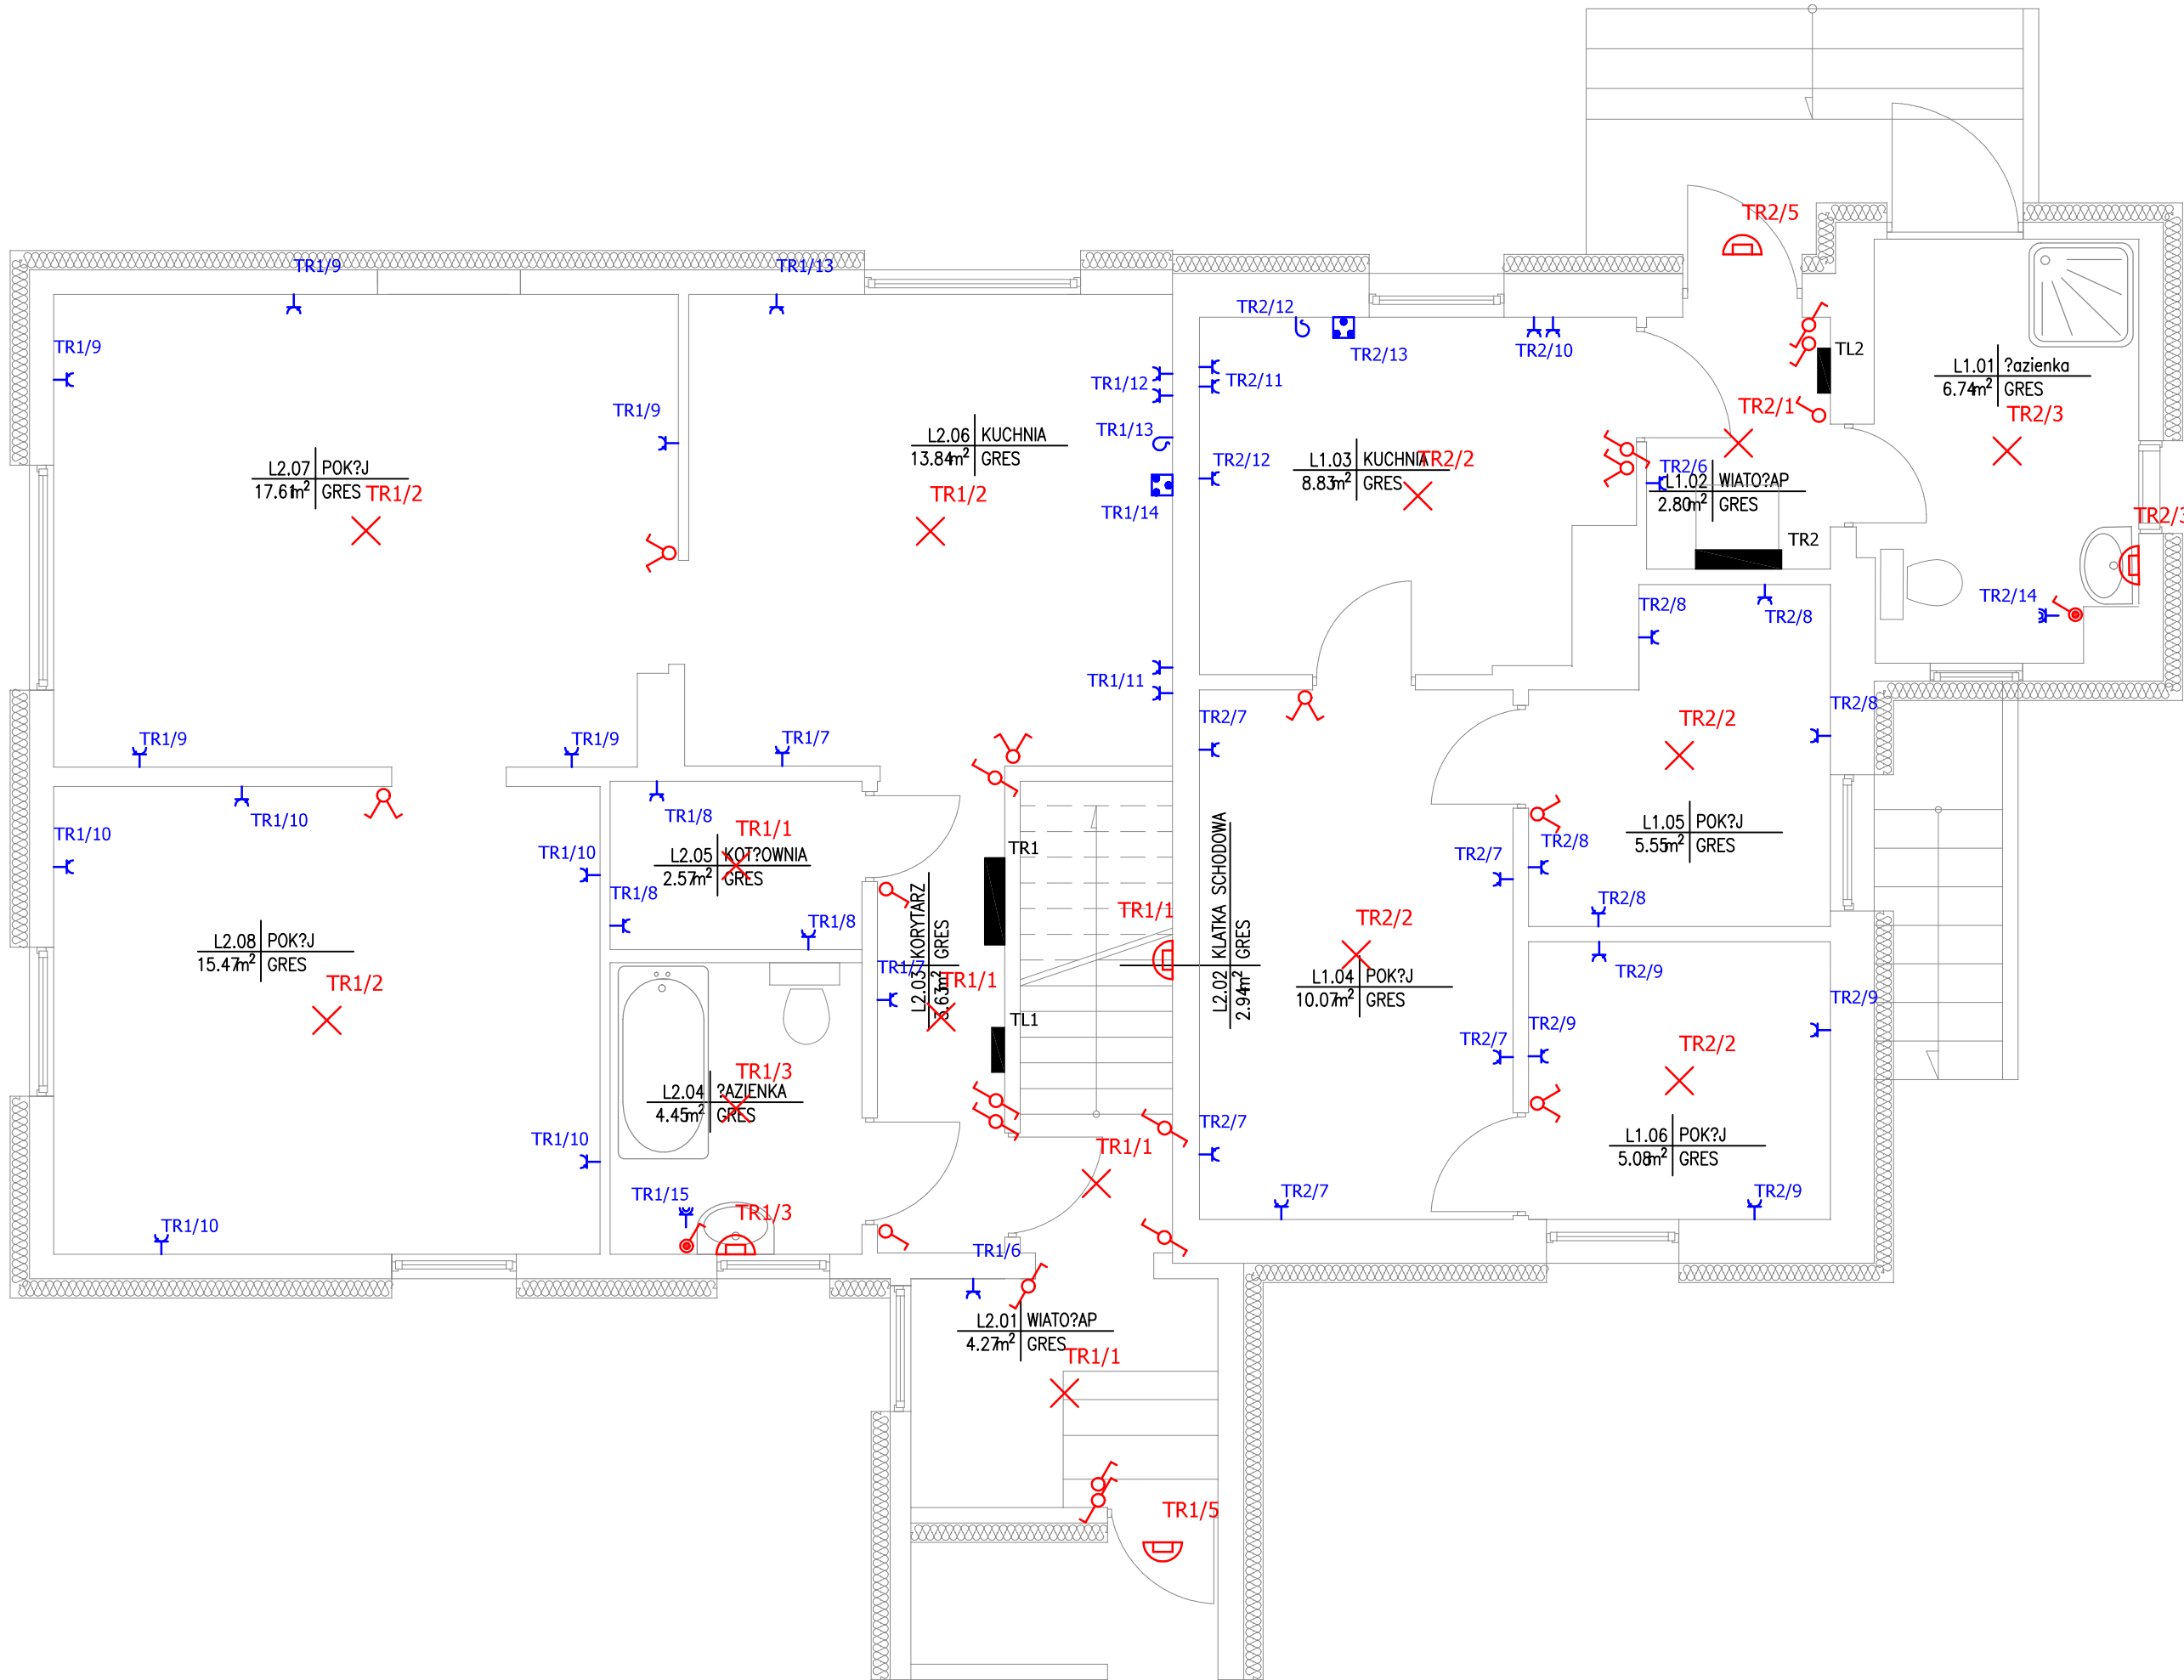 TR2/5
TR1/9
TR1/13
TR2/12
TR1/9
TR2/13
TR2/10
TL2
TR1/12
TR2/11
L1.01 ?azienka
6.74m² GRES
TR1/9
TR2/1
TR2/3
TR1/13
L2.06 KUCHNIA
13.84m² GRES
TR2/12
L1.03 KUCHNIA
8.83m² GRES
TR2/2
TR2/6
L2.07 POK?J
17.61m² GRES
TR1/2
TR1/2
L1.02 WIATO?AP
2.80m² GRES
TR1/14
TR2/3
TR2
TR2/14
TR2/8
TR2/8
TR1/11
TR2/8
TR2/7
TR2/2
TR1/9
TR1/9
TR1/7
TR1/10
TR1/10
TR1/8
TR1/1
L1.05 POK?J
5.55m² GRES
TR1/10
L2.05 KOT?OWNIA
2.57m² GRES
TR1
TR2/7
TR2/8
TR1/8
TR2/8
TR1/8
TR1/1
L2.02 KLATKA SCHODOWA
2.94m² GRES
TR2/2
L2.08 POK?J
15.47m² GRES
TR1/7
L2.03 KORYTARZ
3.63m² GRES
TR1/1
L1.04 POK?J
10.07m² GRES
TR2/9
TR2/9
TR1/2
TL1
TR2/7
TR2/9
TR2/2
TR1/3
L2.04 ?AZIENKA
4.45m² GRES
TR2/7
TR1/10
TR1/1
L1.06 POK?J
5.08m² GRES
TR1/15
TR1/3
TR2/7
TR2/9
TR1/10
TR1/6
L2.01 WIATO?AP
4.27m² GRES
TR1/1
TR1/5